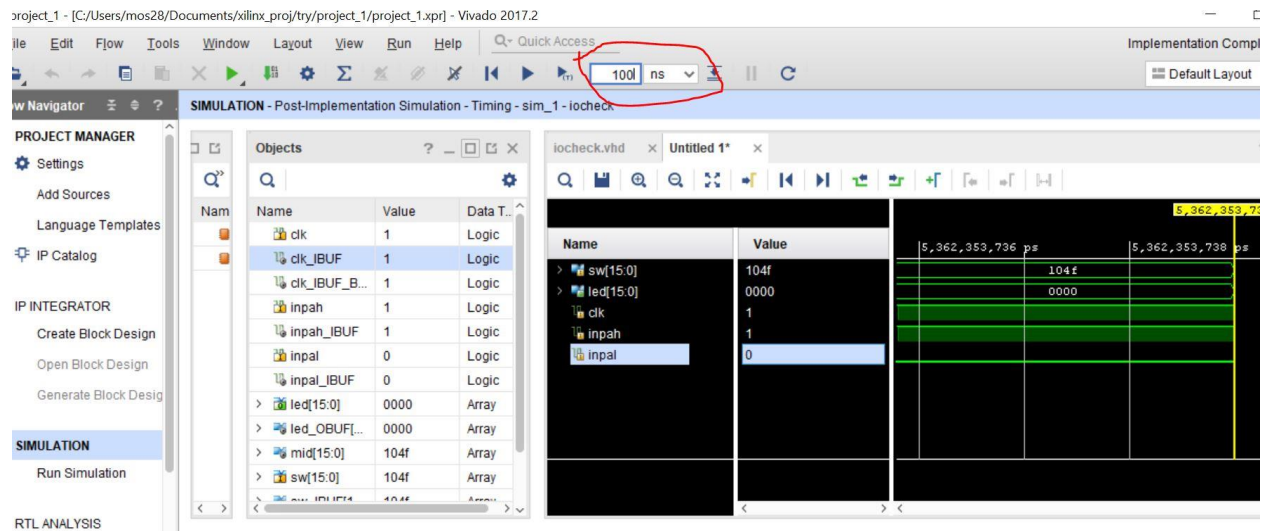 project_1 - [C:/Users/mos28/Documents/xilinx_proj/try/project_1/project_1.xpr] - Vivado 2017.2
ile Edit Flow Tools Window Layout View Run Help Quick Access Implementation Compl
100 ns Default Layout
w Navigator ? SIMULATION - Post-Implementation Simulation - Timing - sim_1 - iocheck
PROJECT MANAGER
Settings
Add Sources
Language Templates
IP Catalog
IP INTEGRATOR
Create Block Design
Open Block Design
Generate Block Desig
SIMULATION
Run Simulation
RTL ANALYSIS
Nam
Objects ?
Name Value Data T..
clk 1 Logic
clk_IBUF 1 Logic
clk_IBUF_B... 1 Logic
inpah 1 Logic
inpah_IBUF 1 Logic
inpal 0 Logic
inpal_IBUF 0 Logic
led[15:0] 0000 Array
led_OBUF[... 0000 Array
mid[15:0] 104f Array
sw[15:0] 104f Array
iocheck.vhd Untitled 1*
Name Value
sw[15:0] 104f
led[15:0] 0000
clk 1
inpah 1
inpal 0
5,362,353,73
5,362,353,736 ps 5,362,353,738 ps
104f
0000